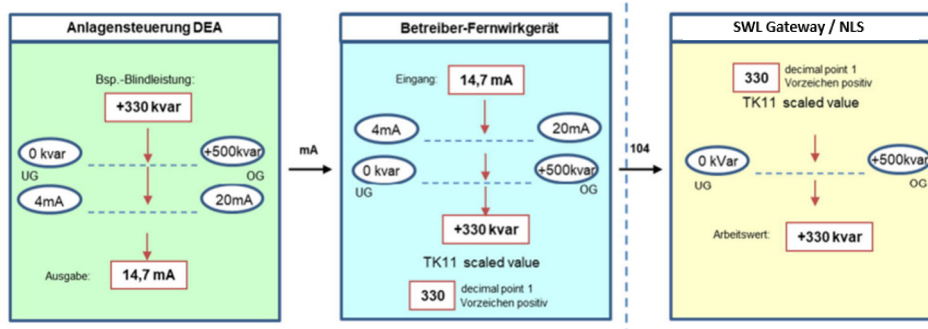 Anlagensteuerung DEA
Bsp.-Blindleistung:
+330 kvar
0 kvar
+500kvar
UG
OG
4mA
20mA
Ausgabe:
14,7 mA
mA
Betreiber-Fernwirkgerät
Eingang:
14,7 mA
4mA
20mA
0 kvar
+500kvar
UG
OG
+330 kvar
TK11 scaled value
330
decimal point 1
Vorzeichen positiv
104
SWL Gateway / NLS
330
decimal point 1
Vorzeichen positiv
TK11 scaled value
0 kVar
+500kvar
UG
OG
Arbeitswert:
+330 kvar